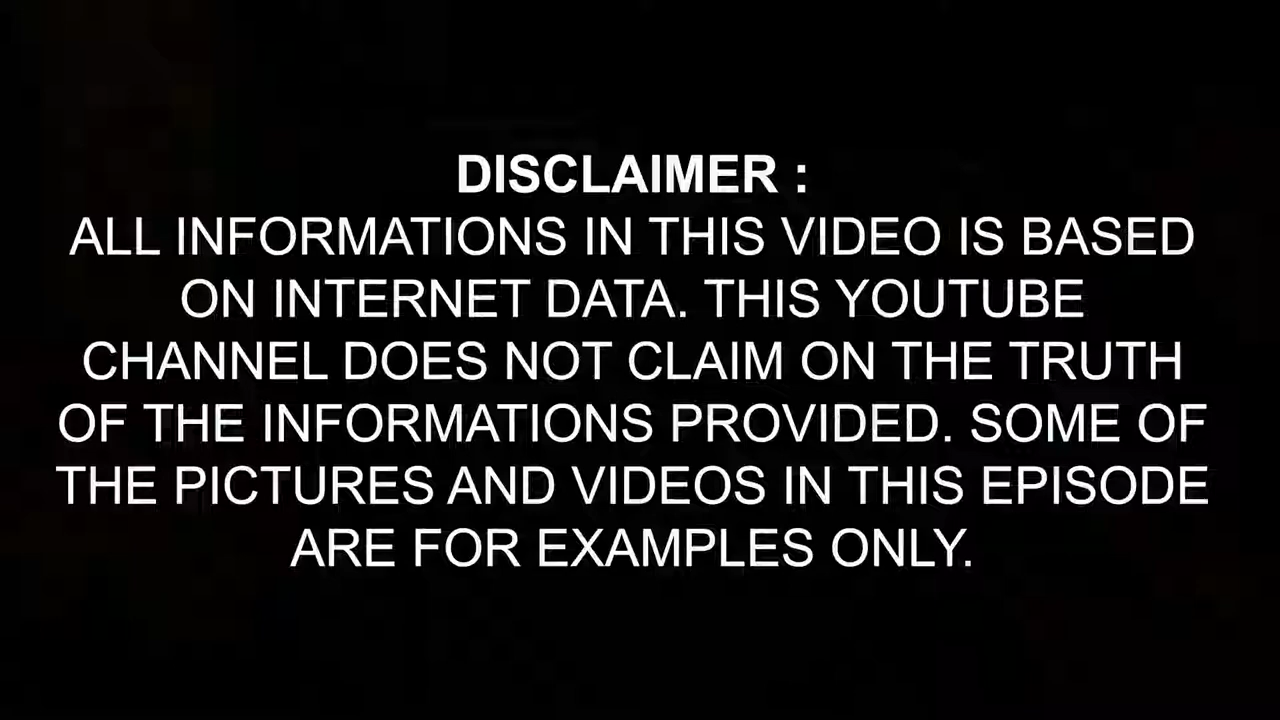 DISCLAIMER :
ALL INFORMATIONS IN THIS VIDEO IS BASED
ON INTERNET DATA. THIS YOUTUBE
CHANNEL DOES NOT CLAIM ON THE TRUTH
OF THE INFORMATIONS PROVIDED. SOME OF
THE PICTURES AND VIDEOS IN THIS EPISODE
ARE FOR EXAMPLES ONLY.